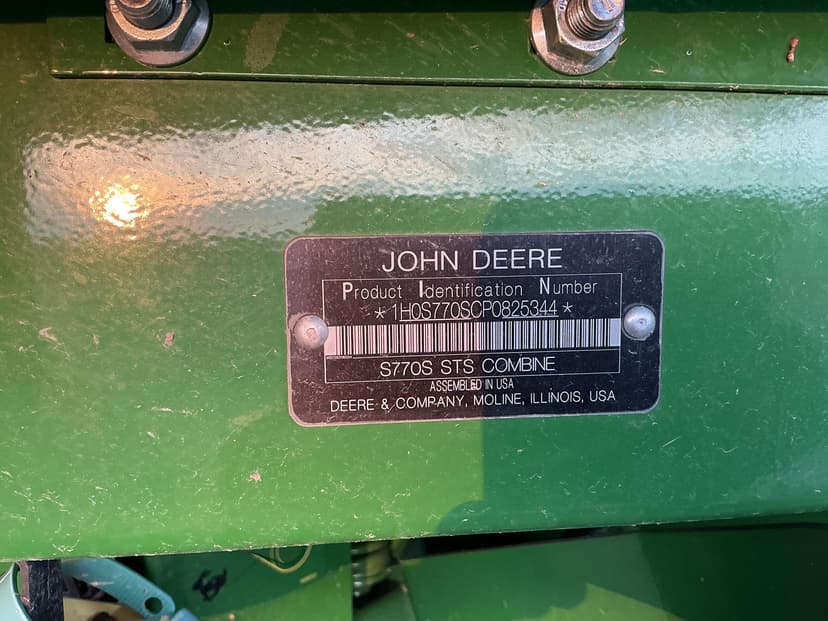 JOHN DEERE
Product Identification Number
*1H0S770SCP0825344*
S770S STS COMBINE
ASSEMBLED IN USA
DEERE & COMPANY, MOLINE, ILLINOIS, USA